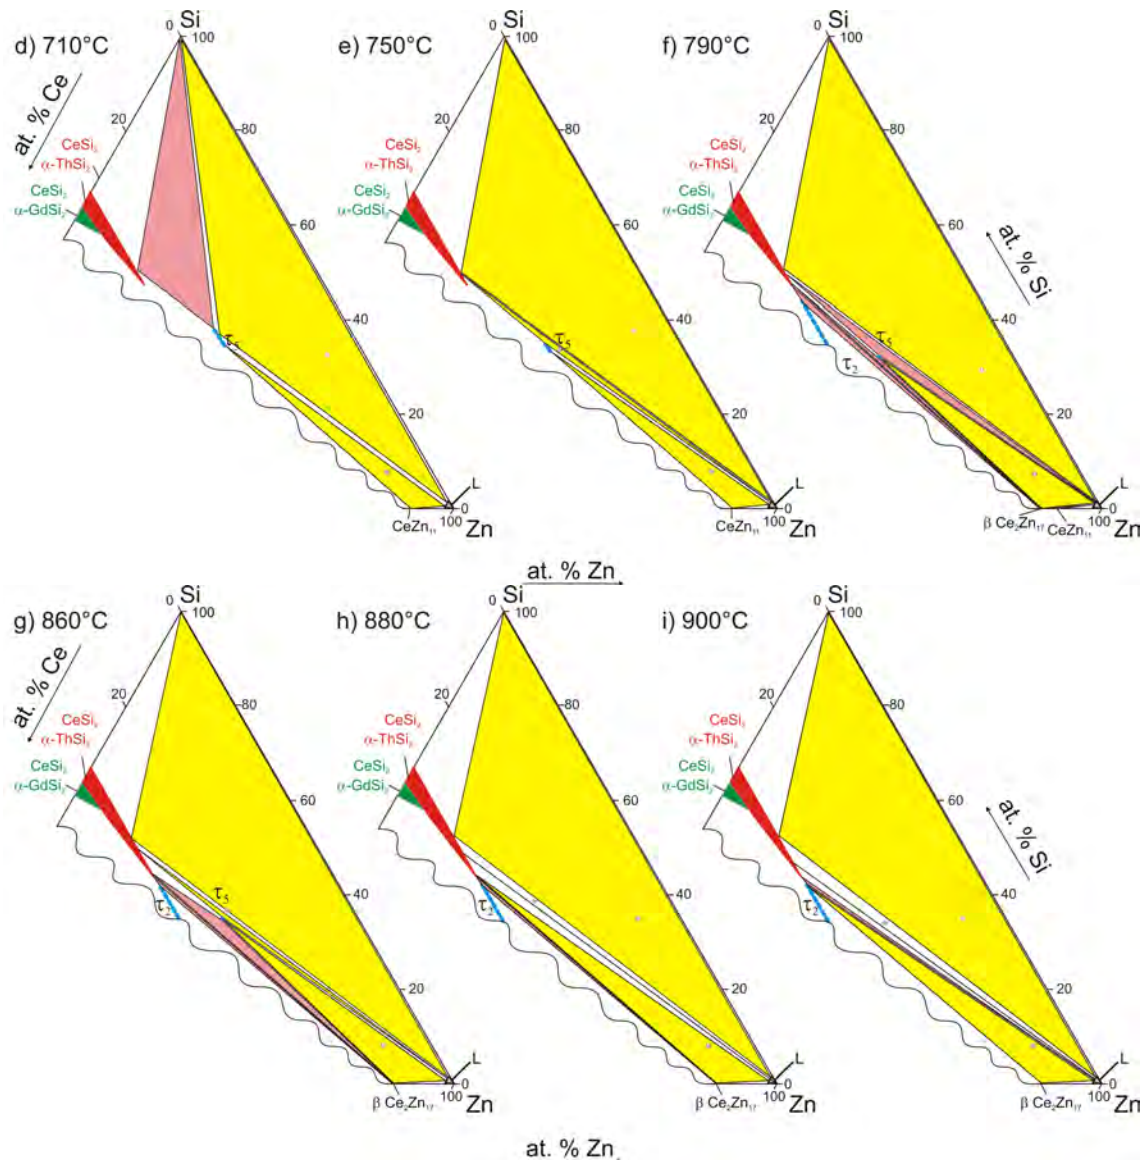 d) 710°C
at. % Ce
0
Si
100
20
80
CeSi₂
α-ThSi₂
CeSi₂
α-GdSi₂
60
40
τ₅
20
L
0
CeZn₁₁
100
Zn
e) 750°C
0
Si
100
80
CeSi₂
α-ThSi₂
CeSi₂
α-GdSi₂
60
40
τ₅
20
L
0
CeZn₁₁
100
Zn
f) 790°C
0
Si
100
20
80
CeSi₂
α-ThSi₂
CeSi₂
α-GdSi₂
60
at. % Si
40
τ₅
τ₂
20
L
0
β Ce₂Zn₁₇
CeZn₁₁
100
Zn
at. % Zn
g) 860°C
at. % Ce
0
Si
100
20
80
CeSi₂
α-ThSi₂
CeSi₂
α-GdSi₂
60
40
τ₅
τ₂
20
L
0
β Ce₂Zn₁₇
100
Zn
h) 880°C
0
Si
100
20
80
CeSi₂
α-ThSi₂
CeSi₂
α-GdSi₂
60
40
τ₂
20
L
0
β Ce₂Zn₁₇
100
Zn
i) 900°C
0
Si
100
20
80
CeSi₂
α-ThSi₂
CeSi₂
α-GdSi₂
60
at. % Si
40
τ₂
20
L
0
β Ce₂Zn₁₇
100
Zn
at. % Zn